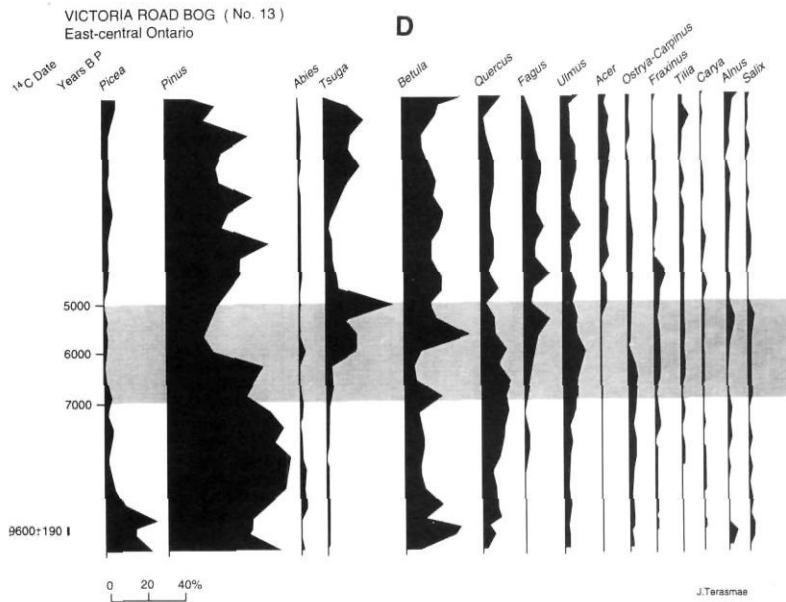 VICTORIA ROAD BOG ( No. 13 )
East-central Ontario
D
14C Date Years B P Picea Pinus Abies Tsuga Betula Quercus Fagus Ulmus Acer Ostrya-Carpinus Fraxinus Tilia Carya Alnus Salix
5000
6000
7000
9600±190
0 20 40%
J.Terasmae